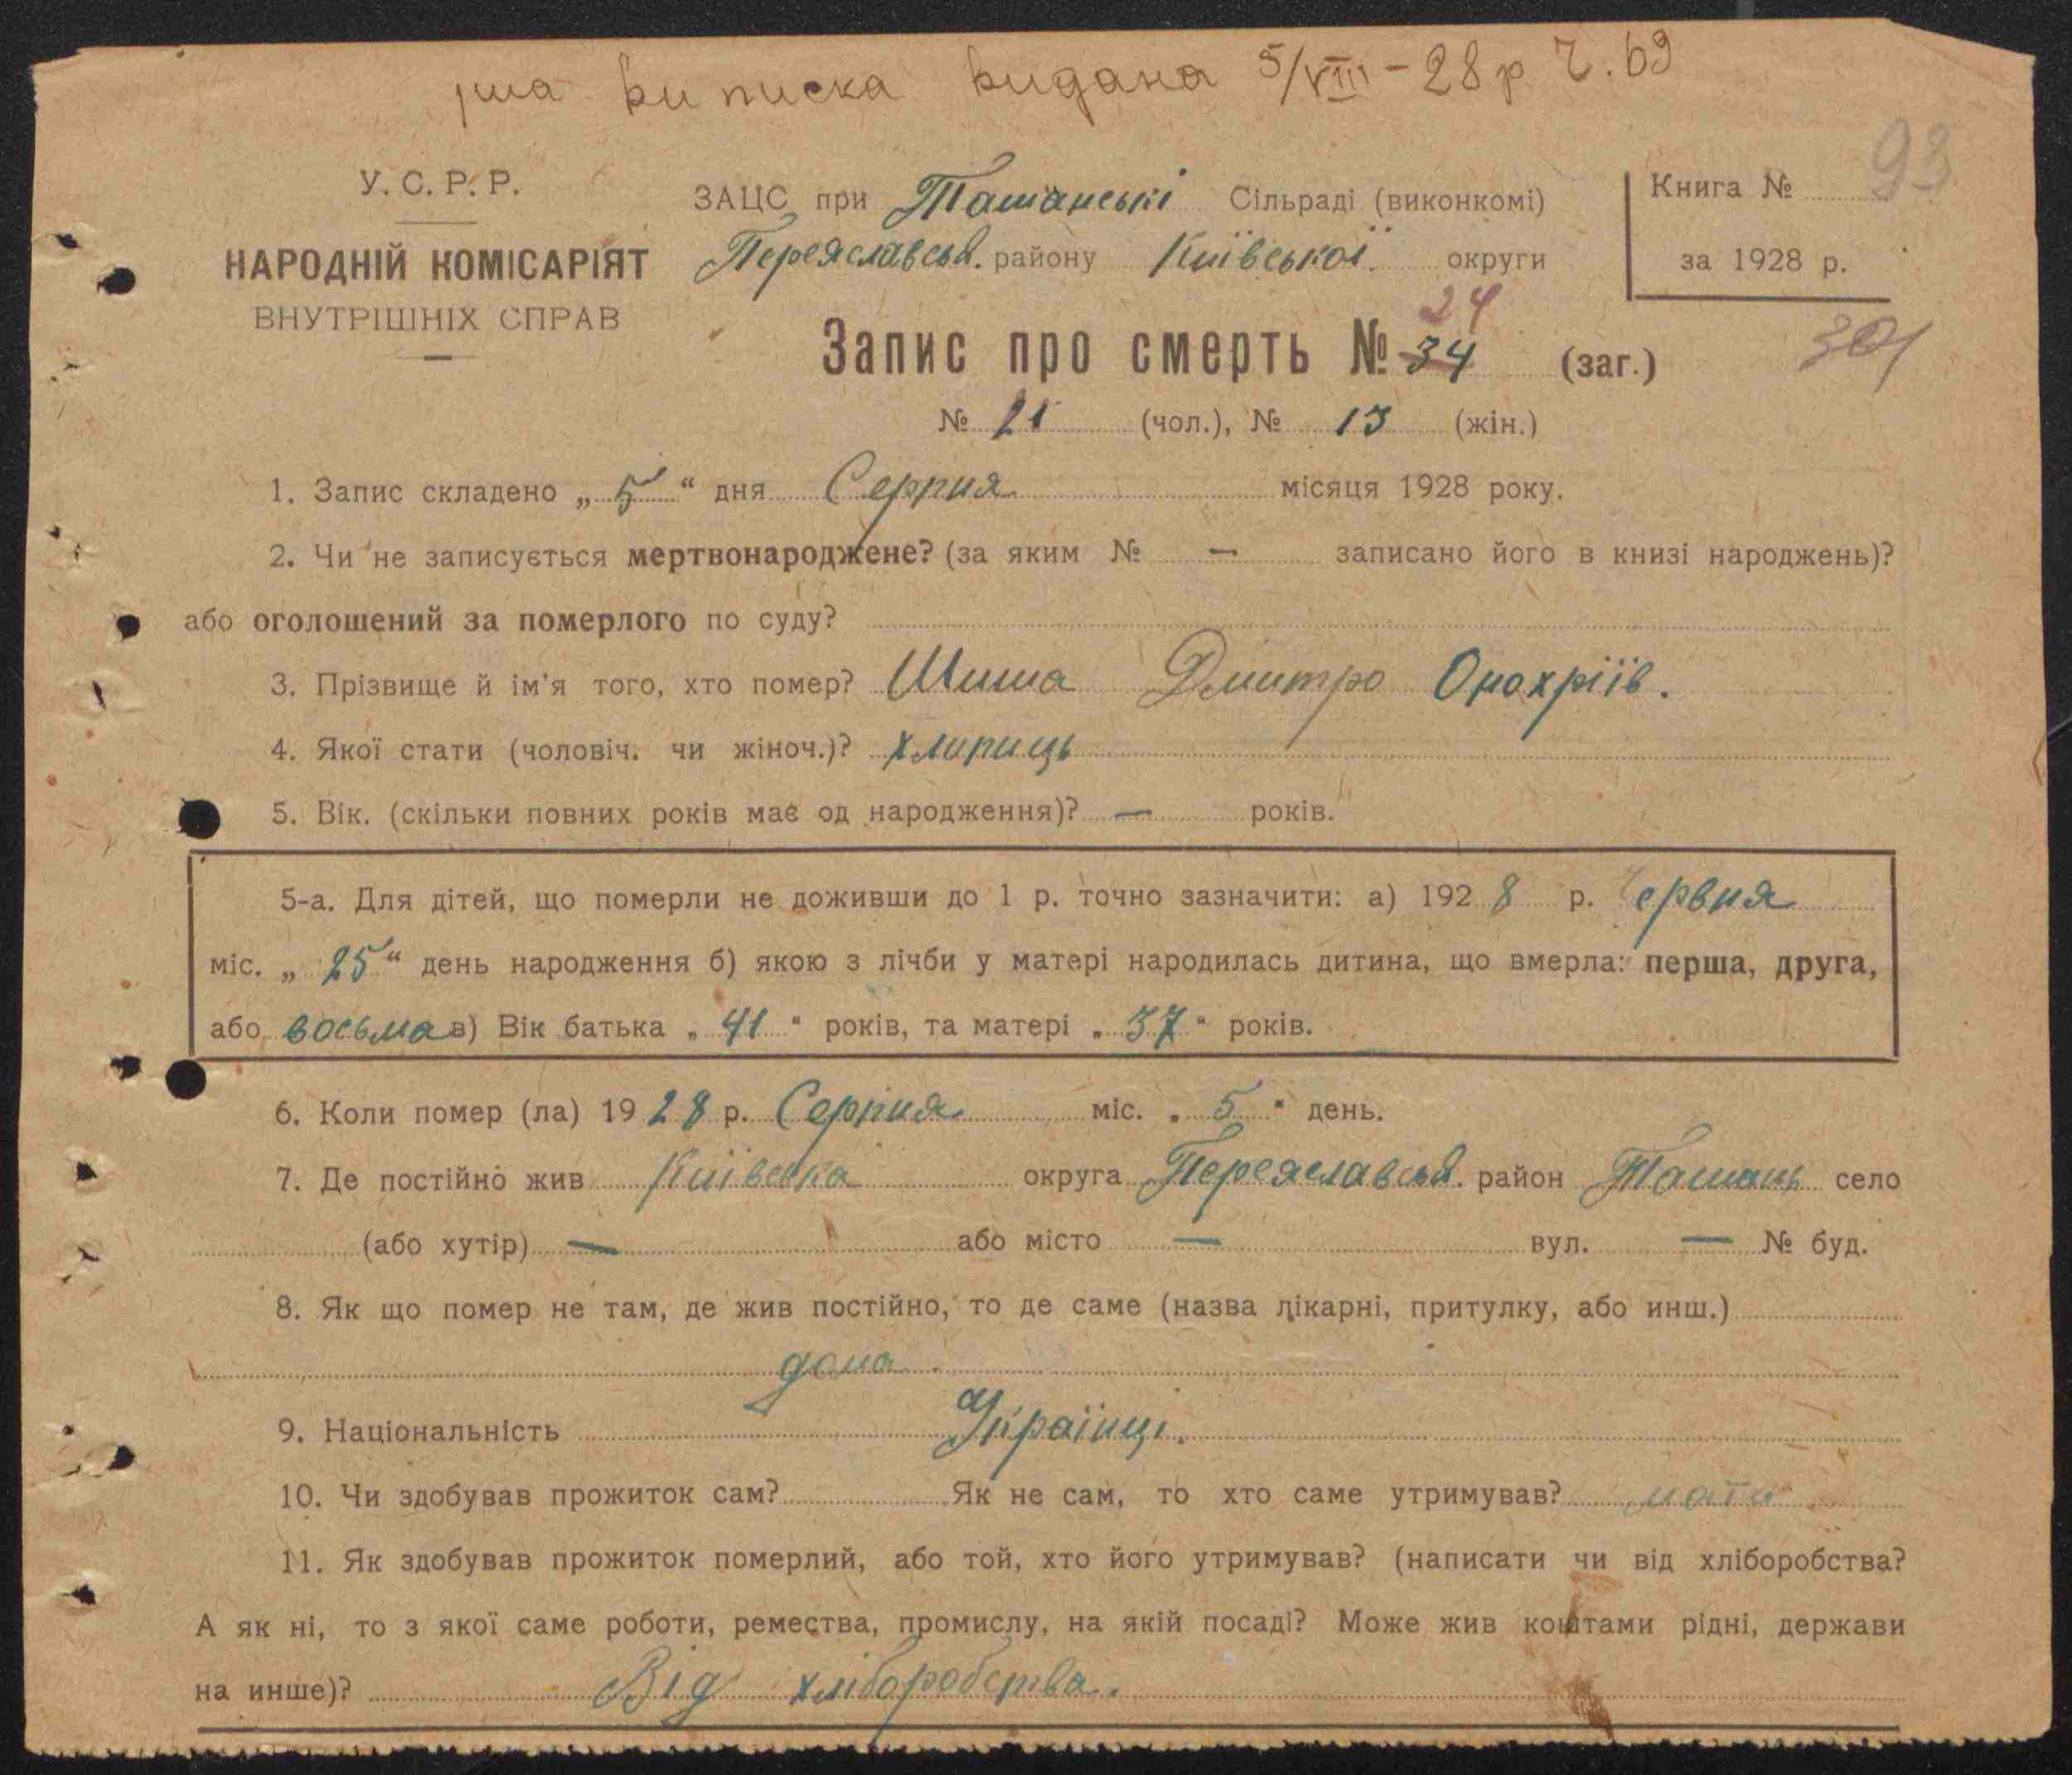 іша виписка видана 5/VIII - 28 р Ч. 69
93
У.С.Р.Р.
НАРОДНІЙ КОМІСАРІЯТ
ВНУТРІШНІХ СПРАВ
ЗАЦС при Ташанські Сільраді (виконкомі)
Переяславськ. району Київської округи
Книга №
за 1928 р.
301
24
Запис про смерть № 34 (заг.)
№ 21 (чол.), № 13 (жін.)
1. Запис складено „ 5 “ дня Серпня місяця 1928 року.
2. Чи не записується мертвонароджене? (за яким № — записано його в книзі народжень)?
або оголошений за померлого по суду?
3. Прізвище й ім'я того, хто помер? Шиша Дмитро Онохріїв.
4. Якої стати (чоловіч. чи жіноч.)? хлипиць
5. Вік. (скільки повних років має од народження)? — років.
5-а. Для дітей, що померли не доживши до 1 р. точно зазначити: а) 1928 р. Червня
міс. „ 25 “ день народження б) якою з лічби у матері народилась дитина, що вмерла: перша, друга,
або восьма в) Вік батька „ 41 “ років, та матері „ 37 “ років.
6. Коли помер (ла) 1928 р. Серпня міс. „ 5 “ день.
7. Де постійно жив Київська округа Переяславськ. район Ташань село
(або хутір) — або місто — вул. — № буд.
8. Як що помер не там, де жив постійно, то де саме (назва лікарні, притулку, або инш.)
дома.
9. Національність Українці.
10. Чи здобував прожиток сам? Як не сам, то хто саме утримував? мати
11. Як здобував прожиток померлий, або той, хто його утримував? (написати чи від хліборобства?
А як ні, то з якої саме роботи, ремества, промислу, на якій посаді? Може жив коштами рідні, держави
на инше)? Від хліборобства.